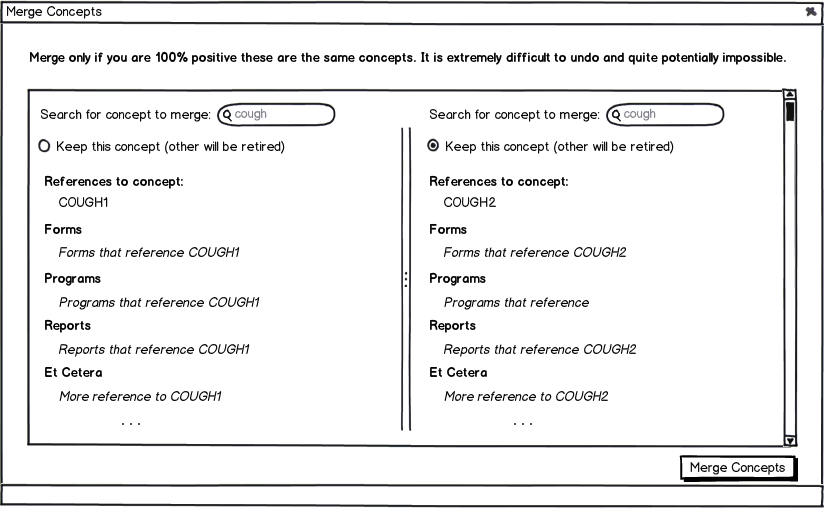 Merge Concepts
Merge only if you are 100% positive these are the same concepts. It is extremely difficult to undo and quite potentially impossible.
Search for concept to merge: cough
Keep this concept (other will be retired)
References to concept:
COUGH1
Forms
Forms that reference COUGH1
Programs
Programs that reference COUGH1
Reports
Reports that reference COUGH1
Et Cetera
More reference to COUGH1
. . .
Search for concept to merge: cough
Keep this concept (other will be retired)
References to concept:
COUGH2
Forms
Forms that reference COUGH2
Programs
Programs that reference
Reports
Reports that reference COUGH2
Et Cetera
More reference to COUGH2
. . .
Merge Concepts